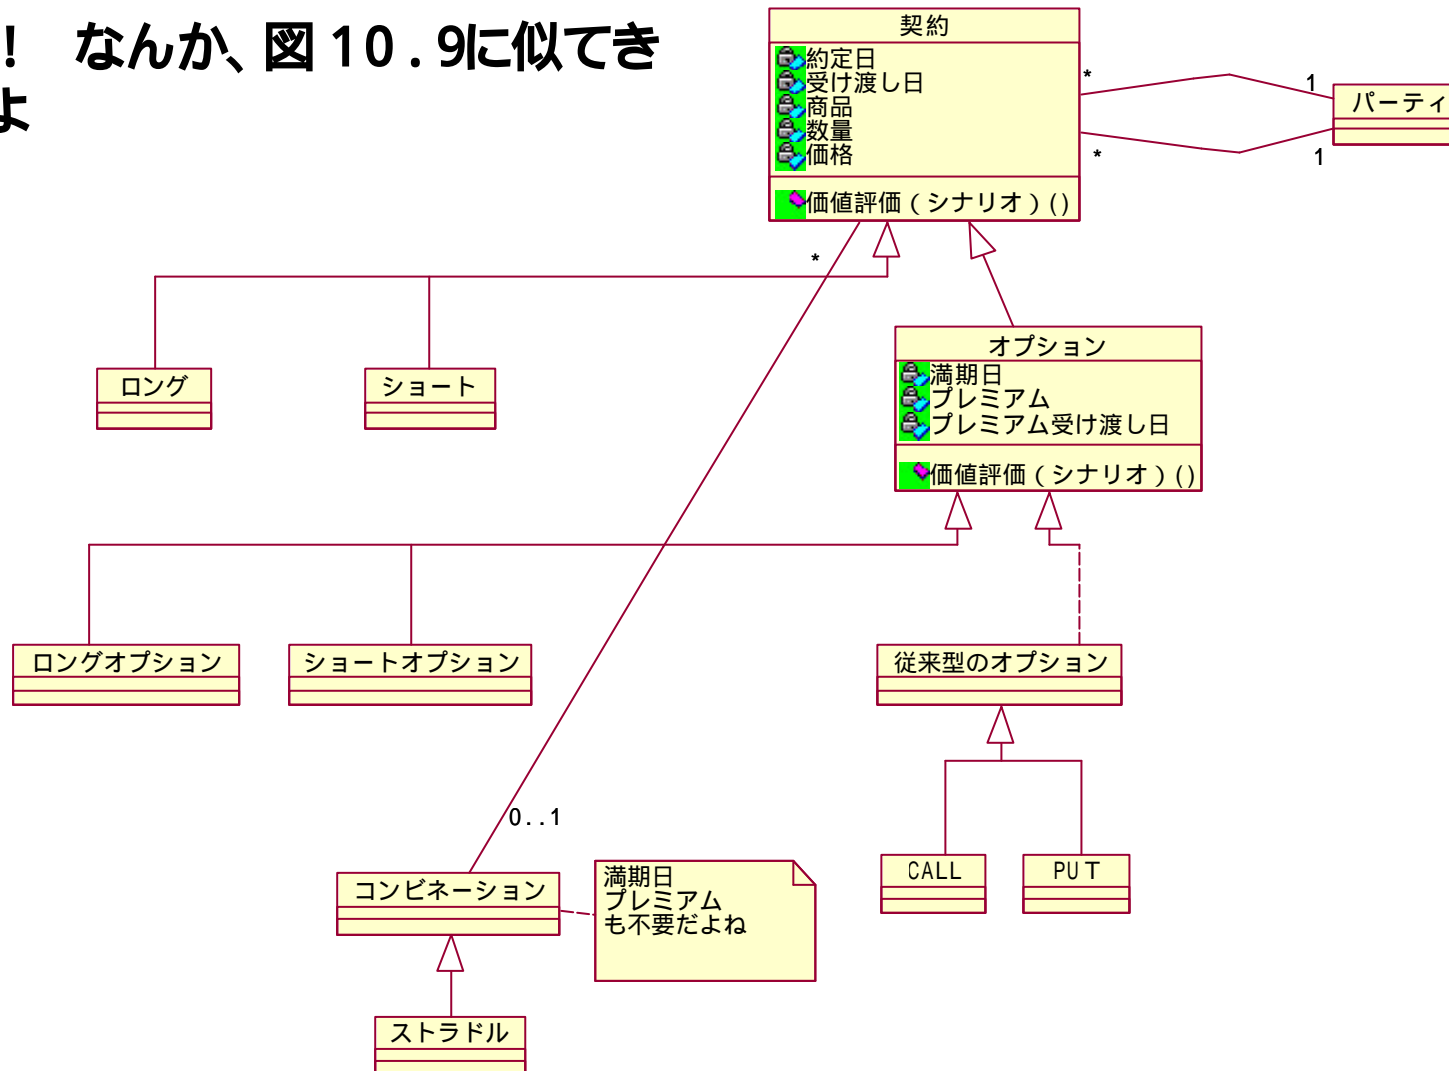 ! なんか、図10.9に似てき
よ
契約
約定日
受け渡し日
商品
数量
価格
価値評価(シナリオ)()
*
1
*
1
パーティ
*
ロング
ショート
オプション
満期日
プレミアム
プレミアム受け渡し日
価値評価(シナリオ)()
ロングオプション
ショートオプション
従来型のオプション
0..1
CALL
PUT
コンビネーション
満期日
プレミアム
も不要だよね
ストラドル